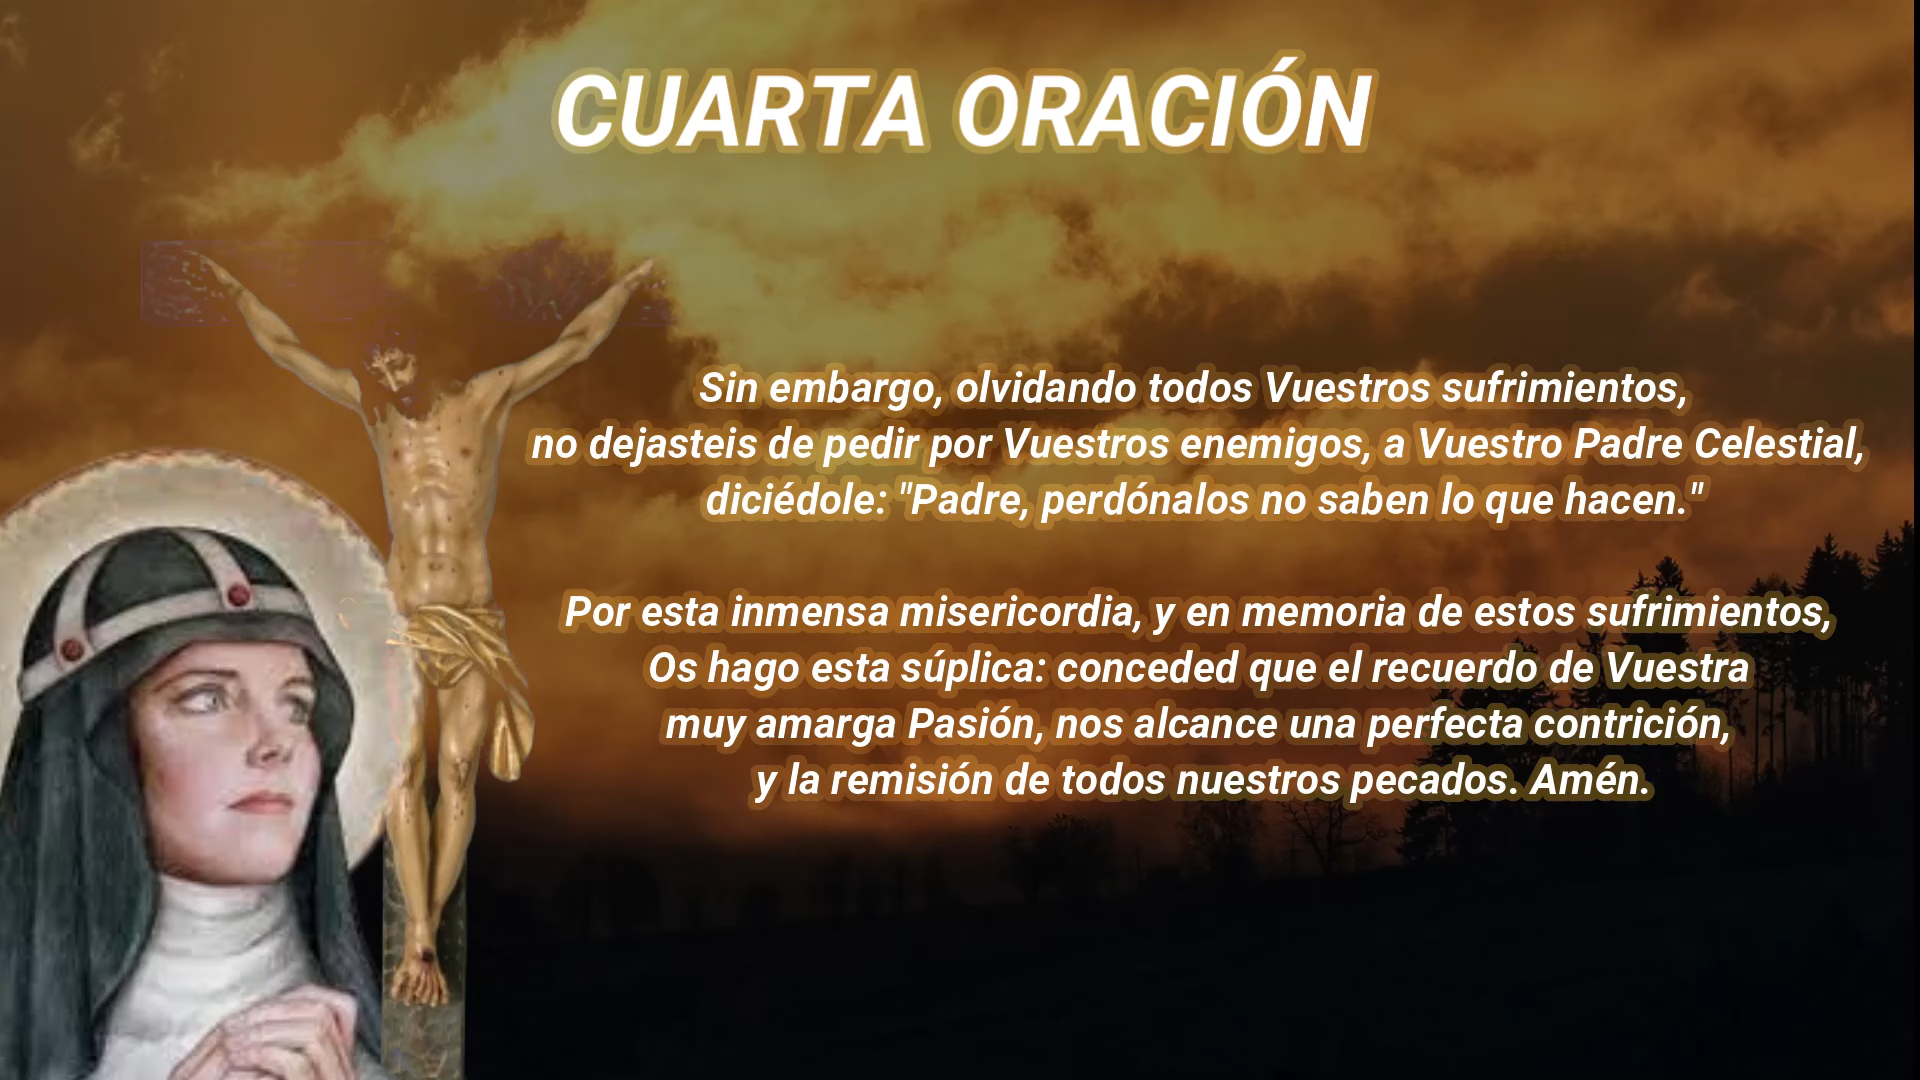 CUARTA ORACIÓN
Sin embargo, olvidando todos Vuestros sufrimientos,
no dejasteis de pedir por Vuestros enemigos, a Vuestro Padre Celestial,
diciédole: "Padre, perdónalos no saben lo que hacen."
Por esta inmensa misericordia, y en memoria de estos sufrimientos,
Os hago esta súplica: conceded que el recuerdo de Vuestra
muy amarga Pasión, nos alcance una perfecta contrición,
y la remisión de todos nuestros pecados. Amén.